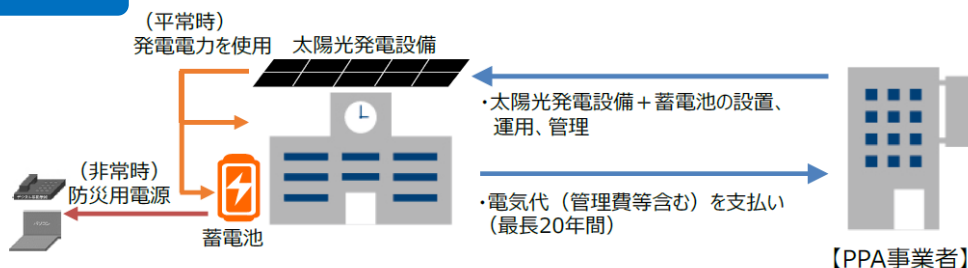 （平常時）
発電電力を使用
太陽光発電設備
・太陽光発電設備＋蓄電池の設置、
運用、管理
（非常時）
防災用電源
・電気代（管理費等含む）を支払い
（最長20年間）
蓄電池
【PPA事業者】